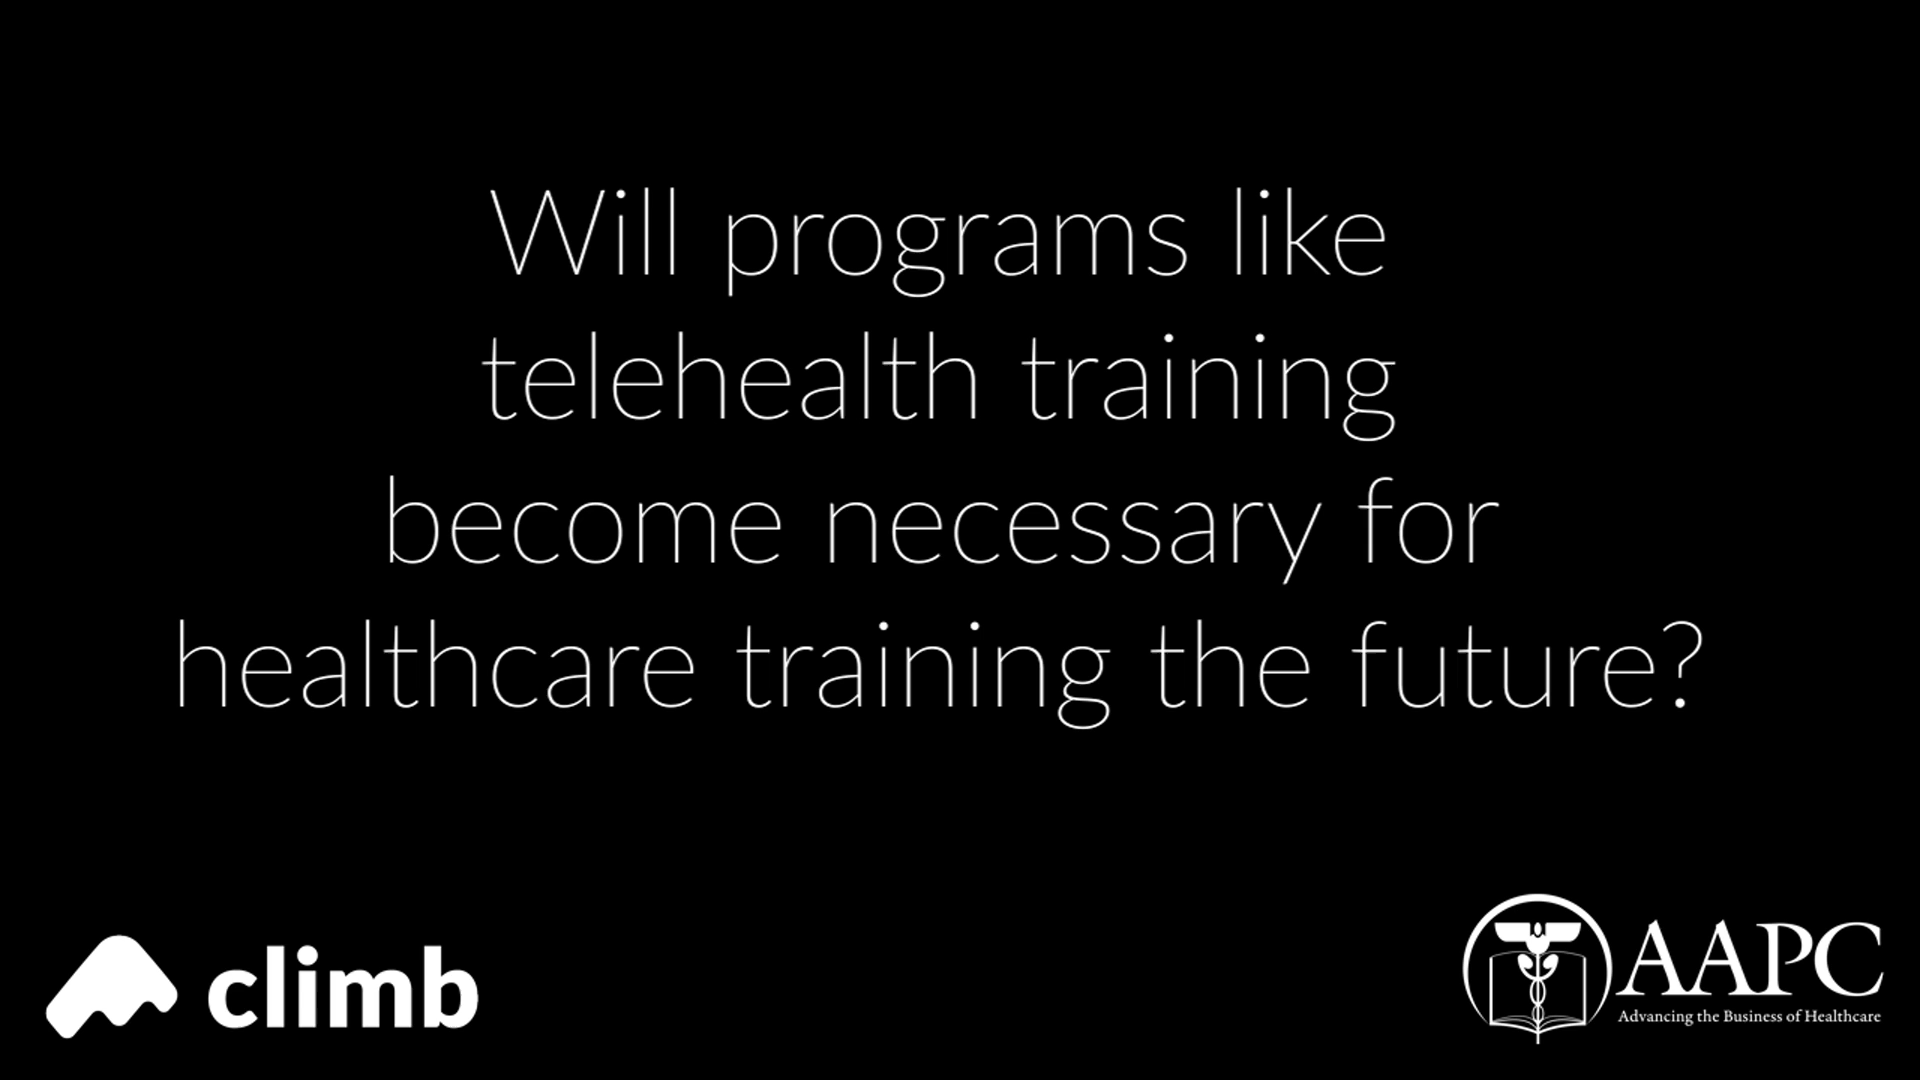 Will programs like
telehealth training
become necessary for
healthcare training the future?
climb
AAPC
Advancing the Business of Healthcare